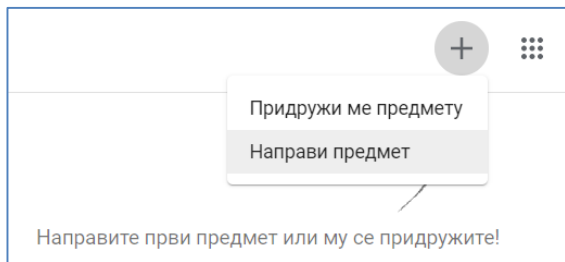 Придружи ме предмету
Направи предмет
Направите први предмет или му се придружите!